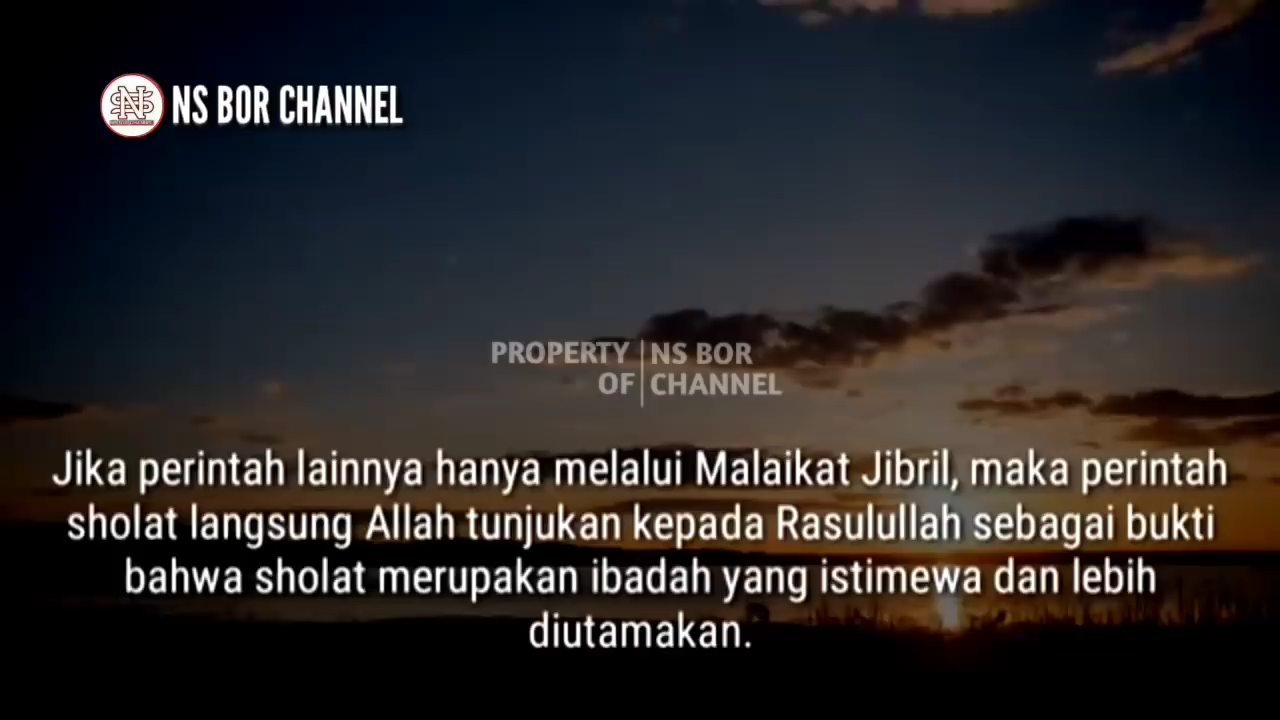 NS BOR CHANNEL
PROPERTY NS BOR
OF CHANNEL
Jika perintah lainnya hanya melalui Malaikat Jibril, maka perintah
sholat langsung Allah tunjukan kepada Rasulullah sebagai bukti
bahwa sholat merupakan ibadah yang istimewa dan lebih
diutamakan.